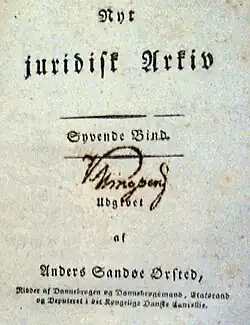 Nyt
juridisk Arkiv
Syvende Bind.
Udgivet
af
Anders Sandøe Ørsted,
Ridder af Dannebrogen og Dannebrogsmand, Etatsraad
og Deputeret i det Kongelige Danske Cancellie.